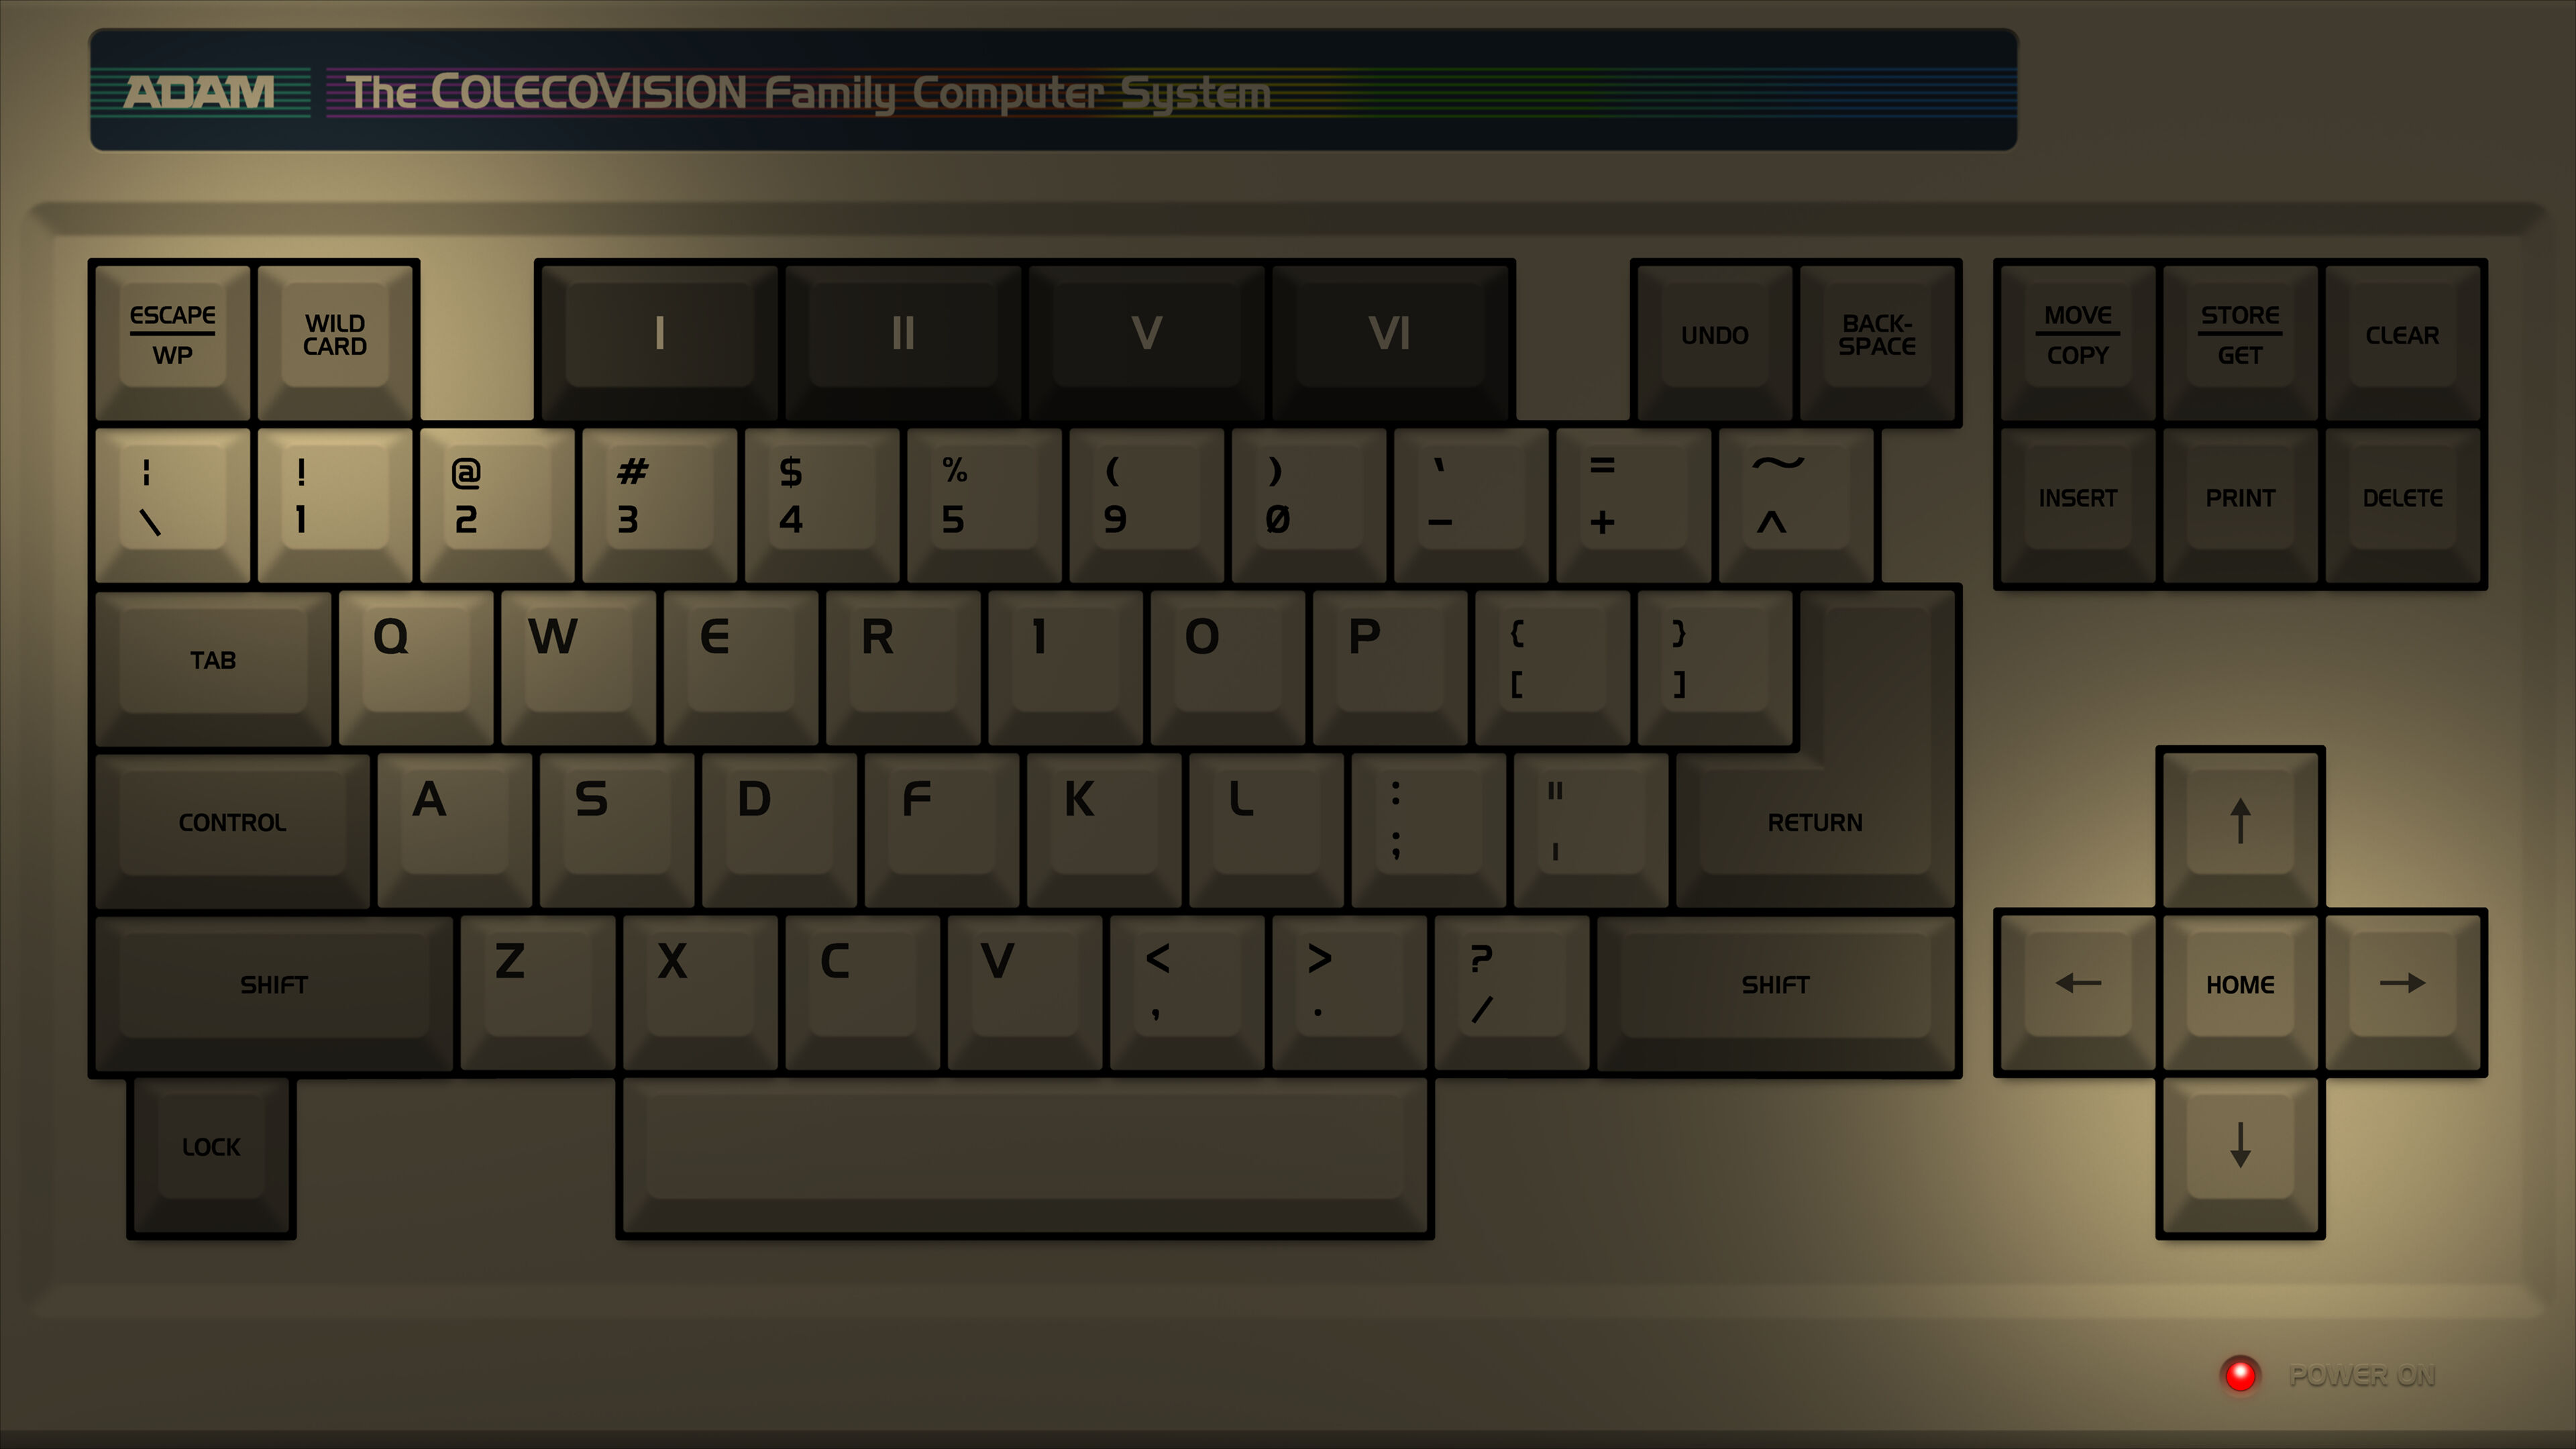 ADAM The COLECOVISION Family Computer System
ESCAPE WP WILD CARD I II V VI UNDO BACK-SPACE MOVE COPY STORE GET CLEAR
¦ ! @ # $ % ( ) ‵ = ~
\ 1 2 3 4 5 9 0 - + ^ INSERT PRINT DELETE
TAB Q W E R 1 O P { [ } ]
CONTROL A S D F K L : ; " ' RETURN ↑
SHIFT Z X C V < , > . ? / SHIFT ← HOME →
LOCK ↓
POWER ON